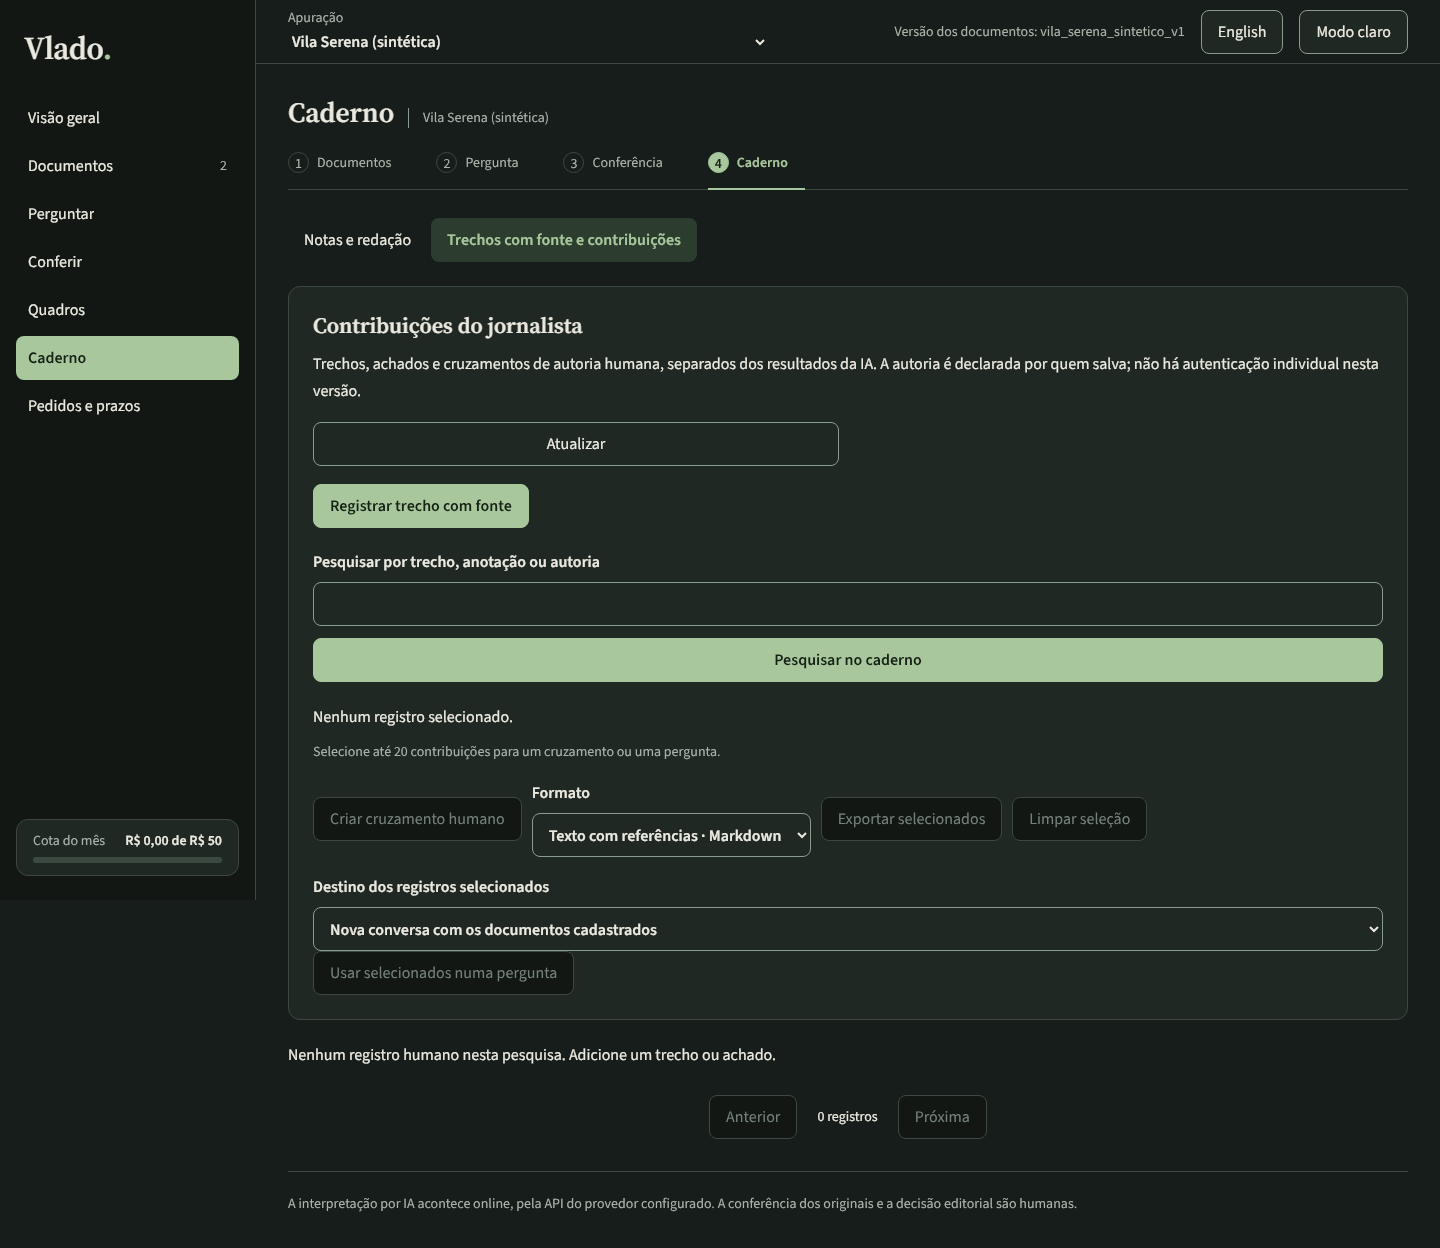 Vlado.
Visão geral
Documentos 2
Perguntar
Conferir
Quadros
Caderno
Pedidos e prazos
Cota do mês R$ 0,00 de R$ 50
Apuração
Vila Serena (sintética)
Versão dos documentos: vila_serena_sintetico_v1
English
Modo claro
Caderno Vila Serena (sintética)
1 Documentos 2 Pergunta 3 Conferência 4 Caderno
Notas e redação Trechos com fonte e contribuições
Contribuições do jornalista
Trechos, achados e cruzamentos de autoria humana, separados dos resultados da IA. A autoria é declarada por quem salva; não há autenticação individual nesta
versão.
Atualizar
Registrar trecho com fonte
Pesquisar por trecho, anotação ou autoria
Pesquisar no caderno
Nenhum registro selecionado.
Selecione até 20 contribuições para um cruzamento ou uma pergunta.
Criar cruzamento humano
Formato
Texto com referências · Markdown
Exportar selecionados
Limpar seleção
Destino dos registros selecionados
Nova conversa com os documentos cadastrados
Usar selecionados numa pergunta
Nenhum registro humano nesta pesquisa. Adicione um trecho ou achado.
Anterior 0 registros Próxima
A interpretação por IA acontece online, pela API do provedor configurado. A conferência dos originais e a decisão editorial são humanas.